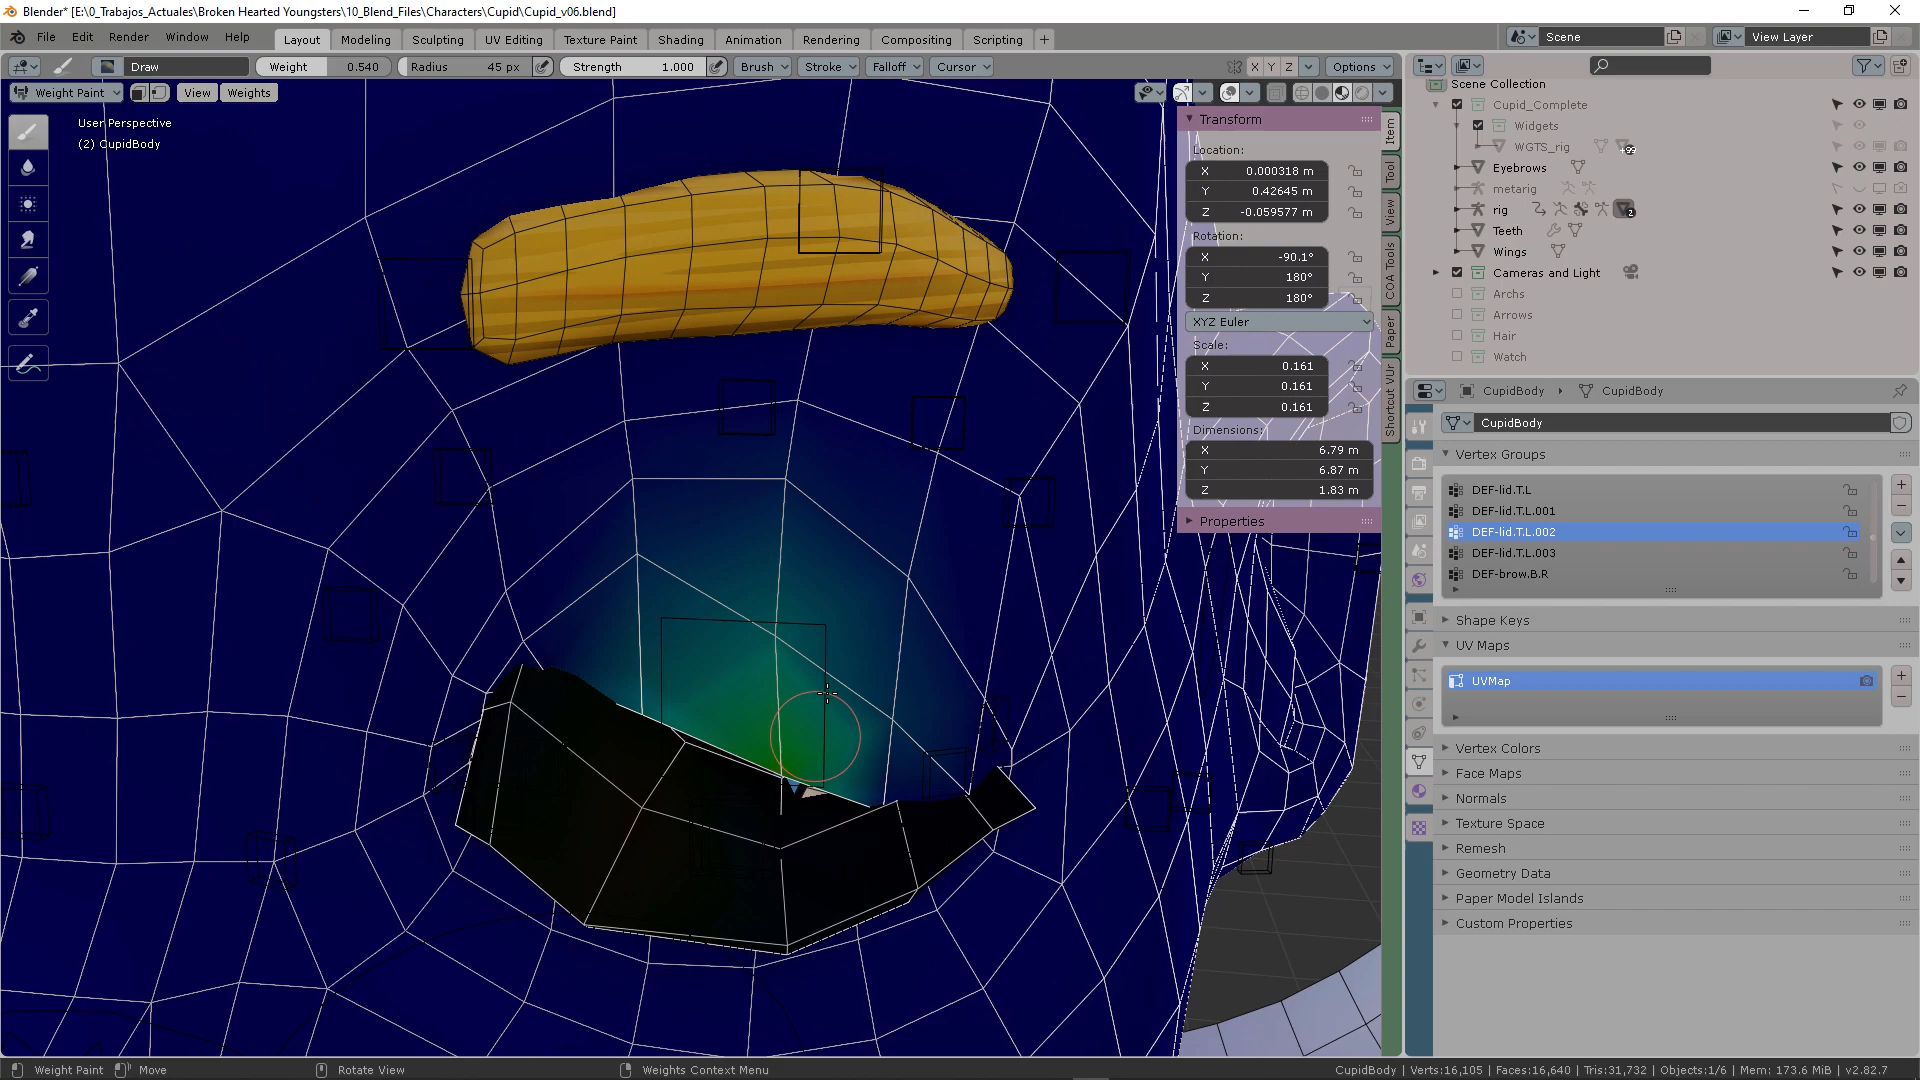 Blender* [E:\0_Trabajos_Actuales\Broken Hearted Youngsters\10_Blend_Files\Characters\Cupid\Cupid_v06.blend]
File Edit Render Window Help Layout Modeling Sculpting UV Editing Texture Paint Shading Animation Rendering Compositing Scripting + Scene View Layer
Draw Weight 0.540 Radius 45 px Strength 1.000 Brush Stroke Falloff Cursor X Y Z Options
Weight Paint View Weights
User Perspective
(2) CupidBody
Transform
Location:
X 0.000318 m
Y 0.42645 m
Z -0.059577 m
Rotation:
X -90.1°
Y 180°
Z 180°
XYZ Euler
Scale:
X 0.161
Y 0.161
Z 0.161
Dimensions:
X 6.79 m
Y 6.87 m
Z 1.83 m
Properties
Item
Tool
View
COA Tools
Paper
Shortcut VUr
Scene Collection
Cupid_Complete
Widgets
WGTS_rig
Eyebrows
metarig
rig 2
Teeth
Wings
Cameras and Light
Archs
Arrows
Hair
Watch
CupidBody CupidBody
CupidBody
Vertex Groups
DEF-lid.T.L
DEF-lid.T.L.001
DEF-lid.T.L.002
DEF-lid.T.L.003
DEF-brow.B.R
Shape Keys
UV Maps
UVMap
Vertex Colors
Face Maps
Normals
Texture Space
Remesh
Geometry Data
Paper Model Islands
Custom Properties
Weight Paint Move Rotate View Weights Context Menu CupidBody | Verts:16,105 | Faces:16,640 | Tris:31,732 | Objects:1/6 | Mem: 173.6 MiB | v2.82.7